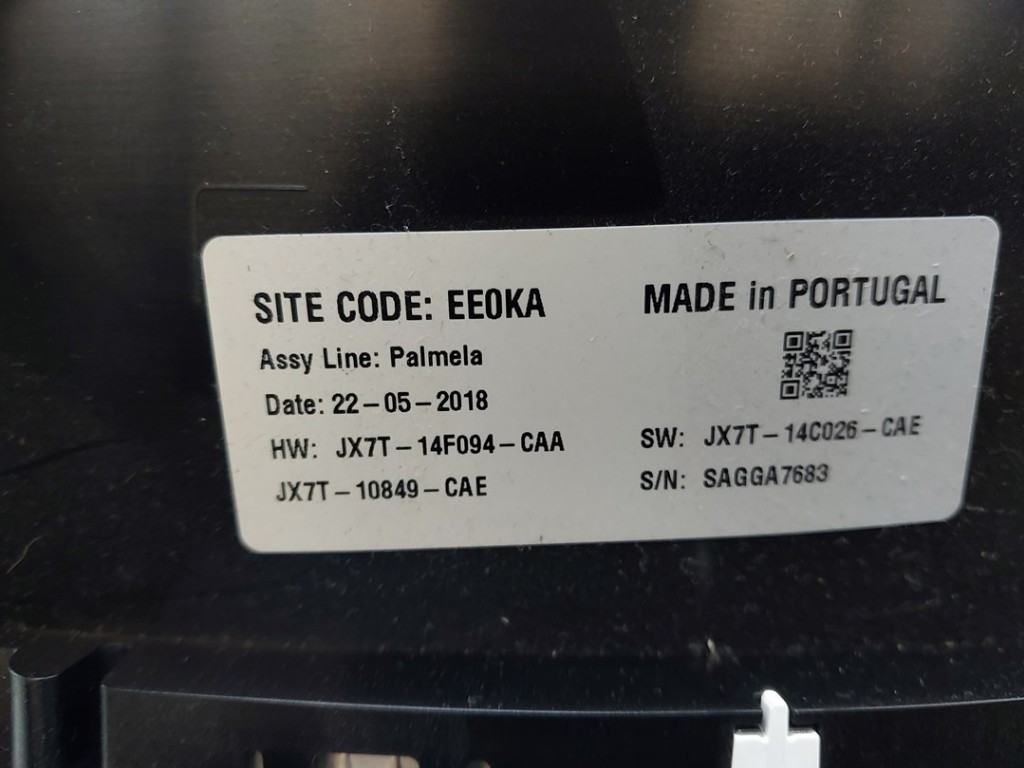 SITE CODE: EE0KA
MADE in PORTUGAL
Assy Line: Palmela
Date: 22-05-2018
HW: JX7T-14F094-CAA
SW: JX7T-14C026-CAE
JX7T-10849-CAE
S/N: SAGGA7683